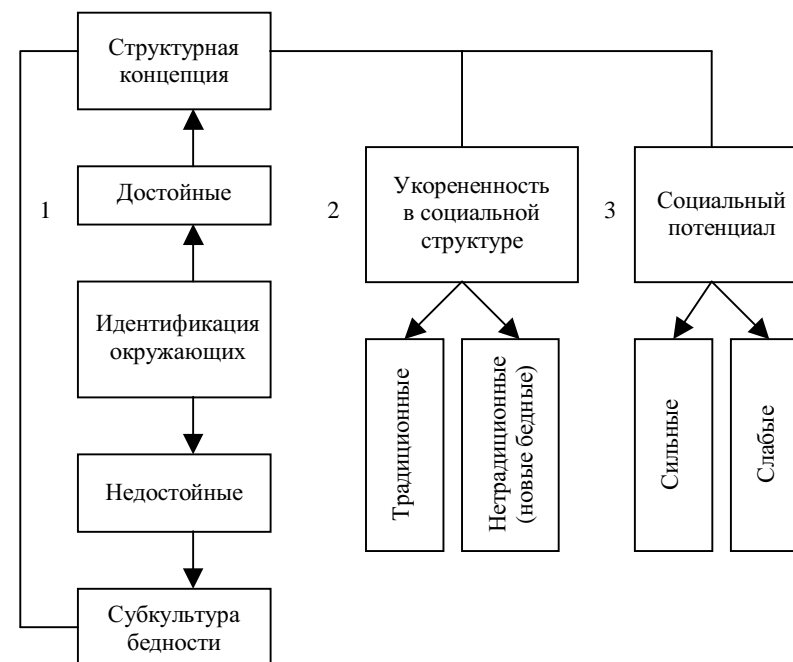 Структурная
концепция
1
Достойные
Идентификация
окружающих
Недостойные
Субкультура
бедности
2
Укорененность
в социальной
структуре
Традиционные
Нетрадиционные
(новые бедные)
3
Социальный
потенциал
Сильные
Слабые